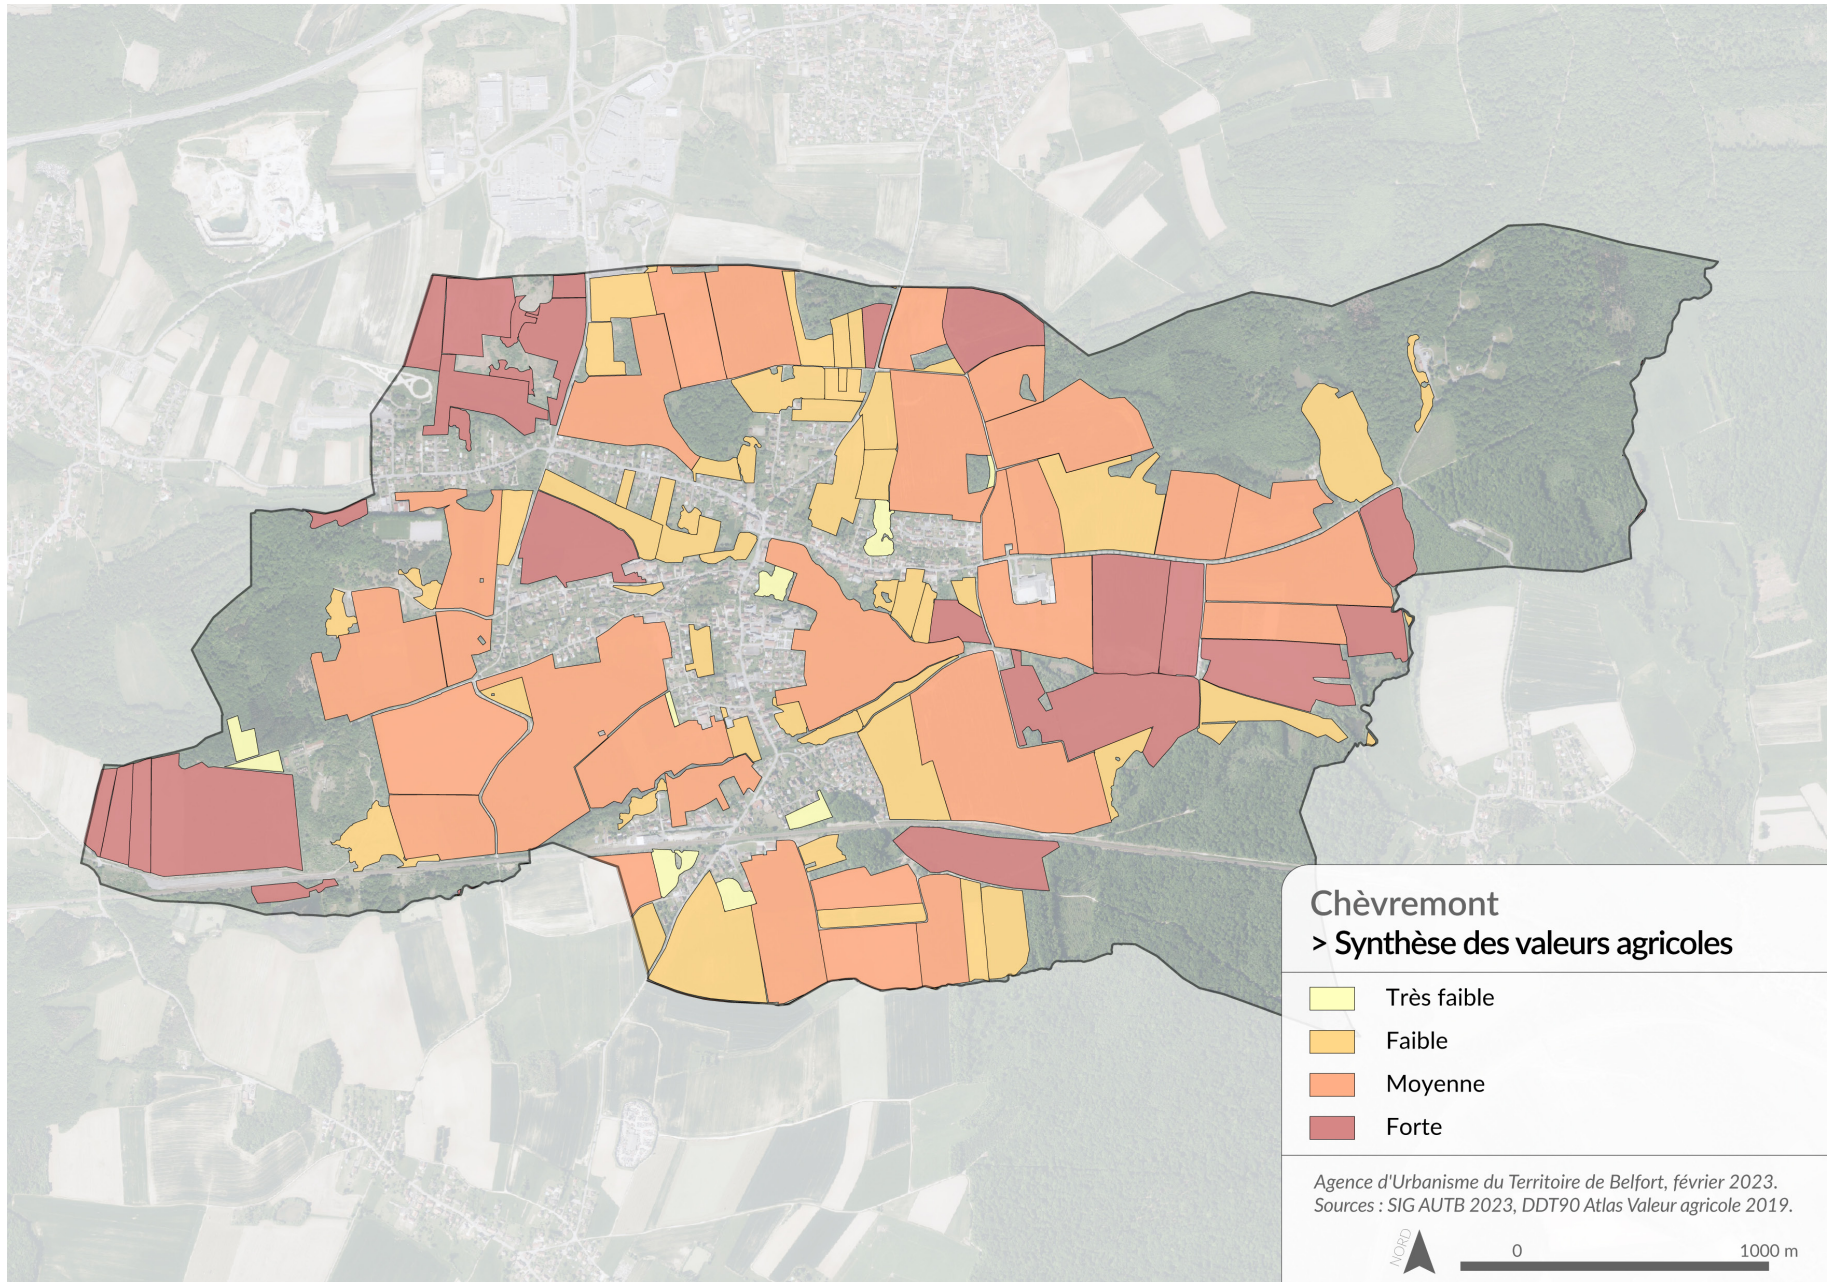 Chèvremont
> Synthèse des valeurs agricoles
Très faible
Faible
Moyenne
Forte
Agence d'Urbanisme du Territoire de Belfort, février 2023.
Sources : SIG AUTB 2023, DDT90 Atlas Valeur agricole 2019.
NORD
0 1000 m